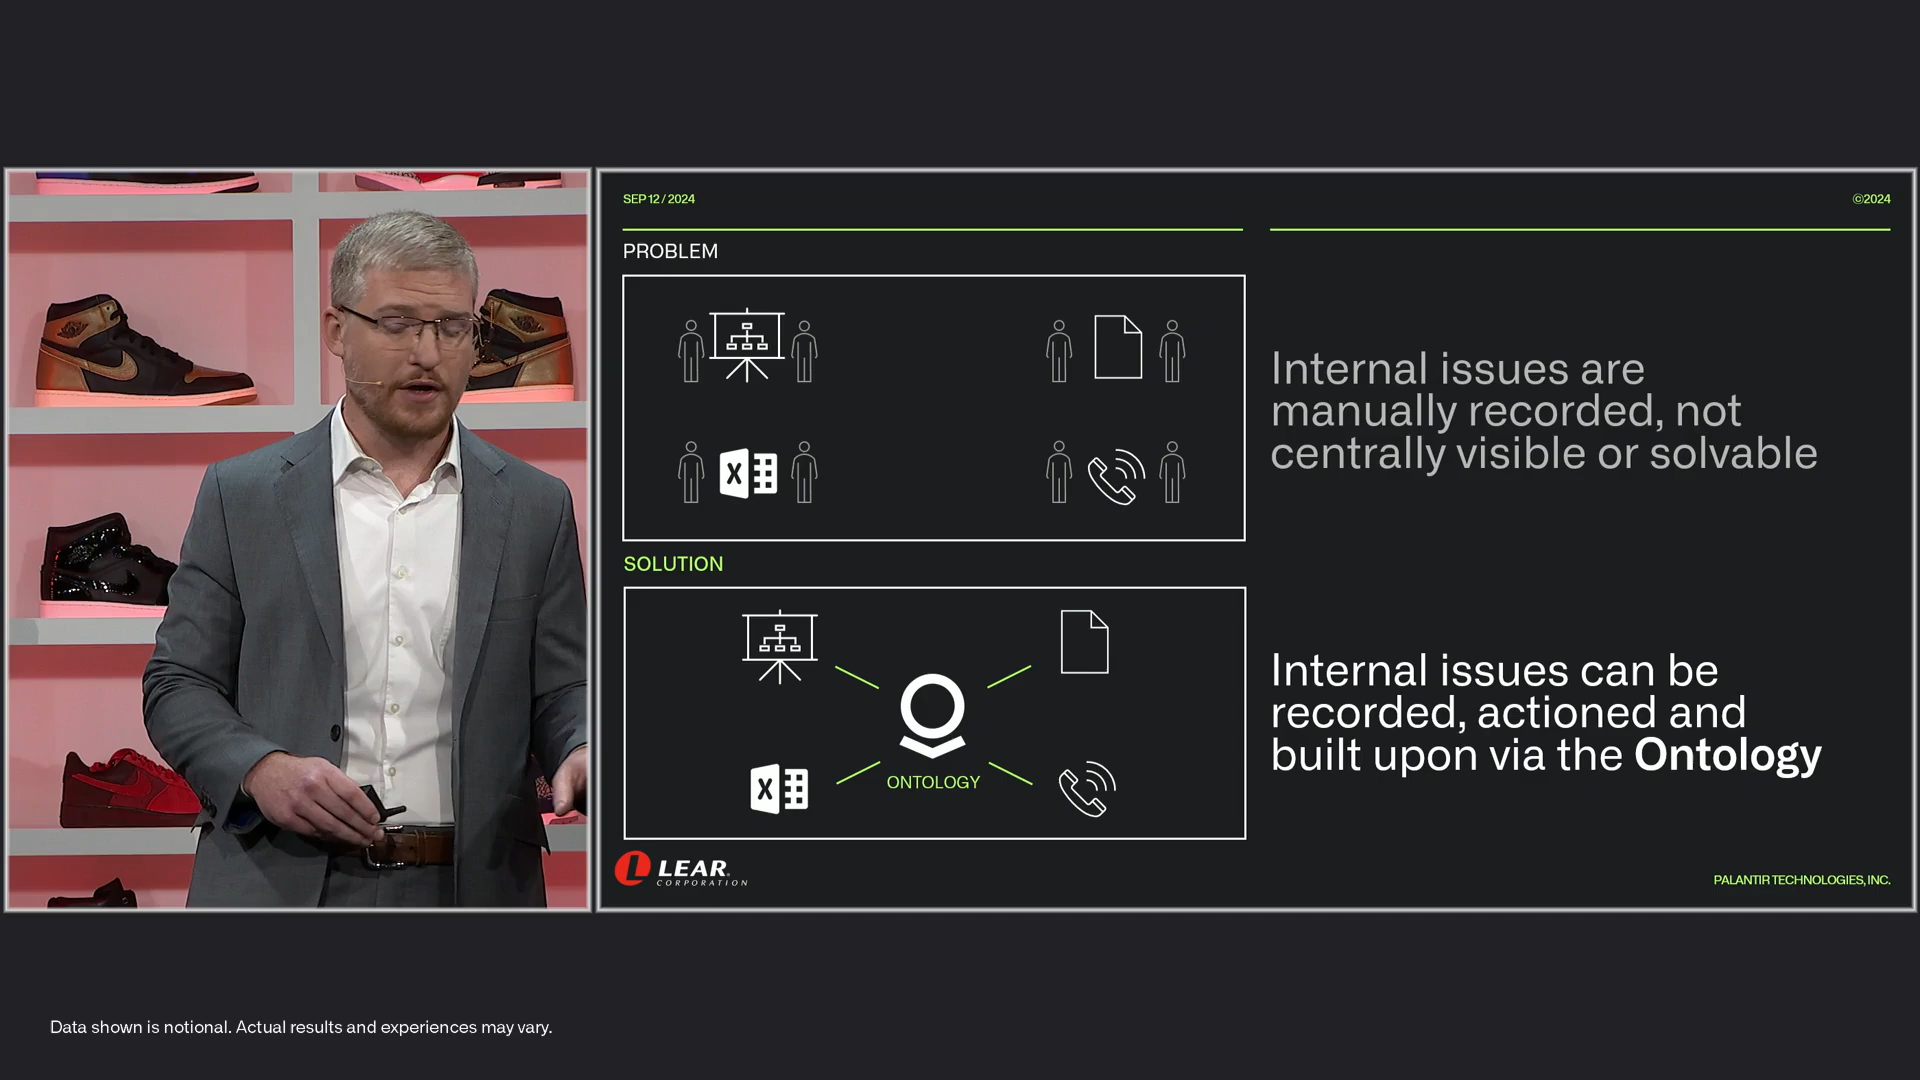 SEP 12 / 2024
©2024
PROBLEM
Internal issues are
manually recorded, not
centrally visible or solvable
X
SOLUTION
Internal issues can be
recorded, actioned and
built upon via the Ontology
X
ONTOLOGY
L LEAR.
CORPORATION
PALANTIR TECHNOLOGIES, INC.
Data shown is notional. Actual results and experiences may vary.